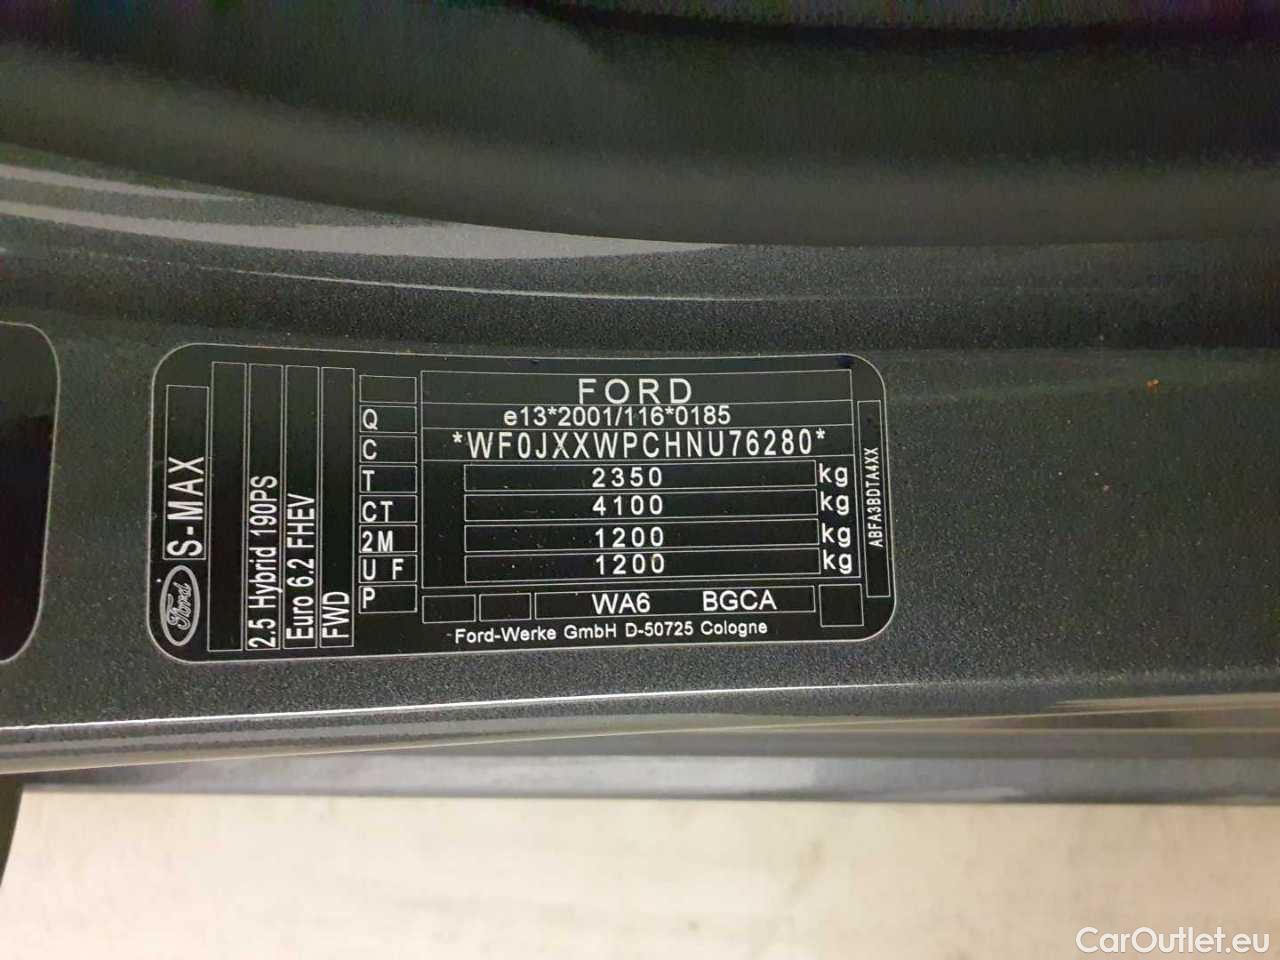 FORD
e13*2001/116*0185
*WF0JXXWPCHNU76280*
2350 kg
4100 kg
1200 kg
1200 kg
WA6 BGCA
Ford-Werke GmbH D-50725 Cologne
Q
C
T
CT
2M
U F
P
Ford
S-MAX
2.5 Hybrid 190PS
Euro 6.2 FHEV
FWD
ABFA3BDTA4XX
CarOutlet.eu